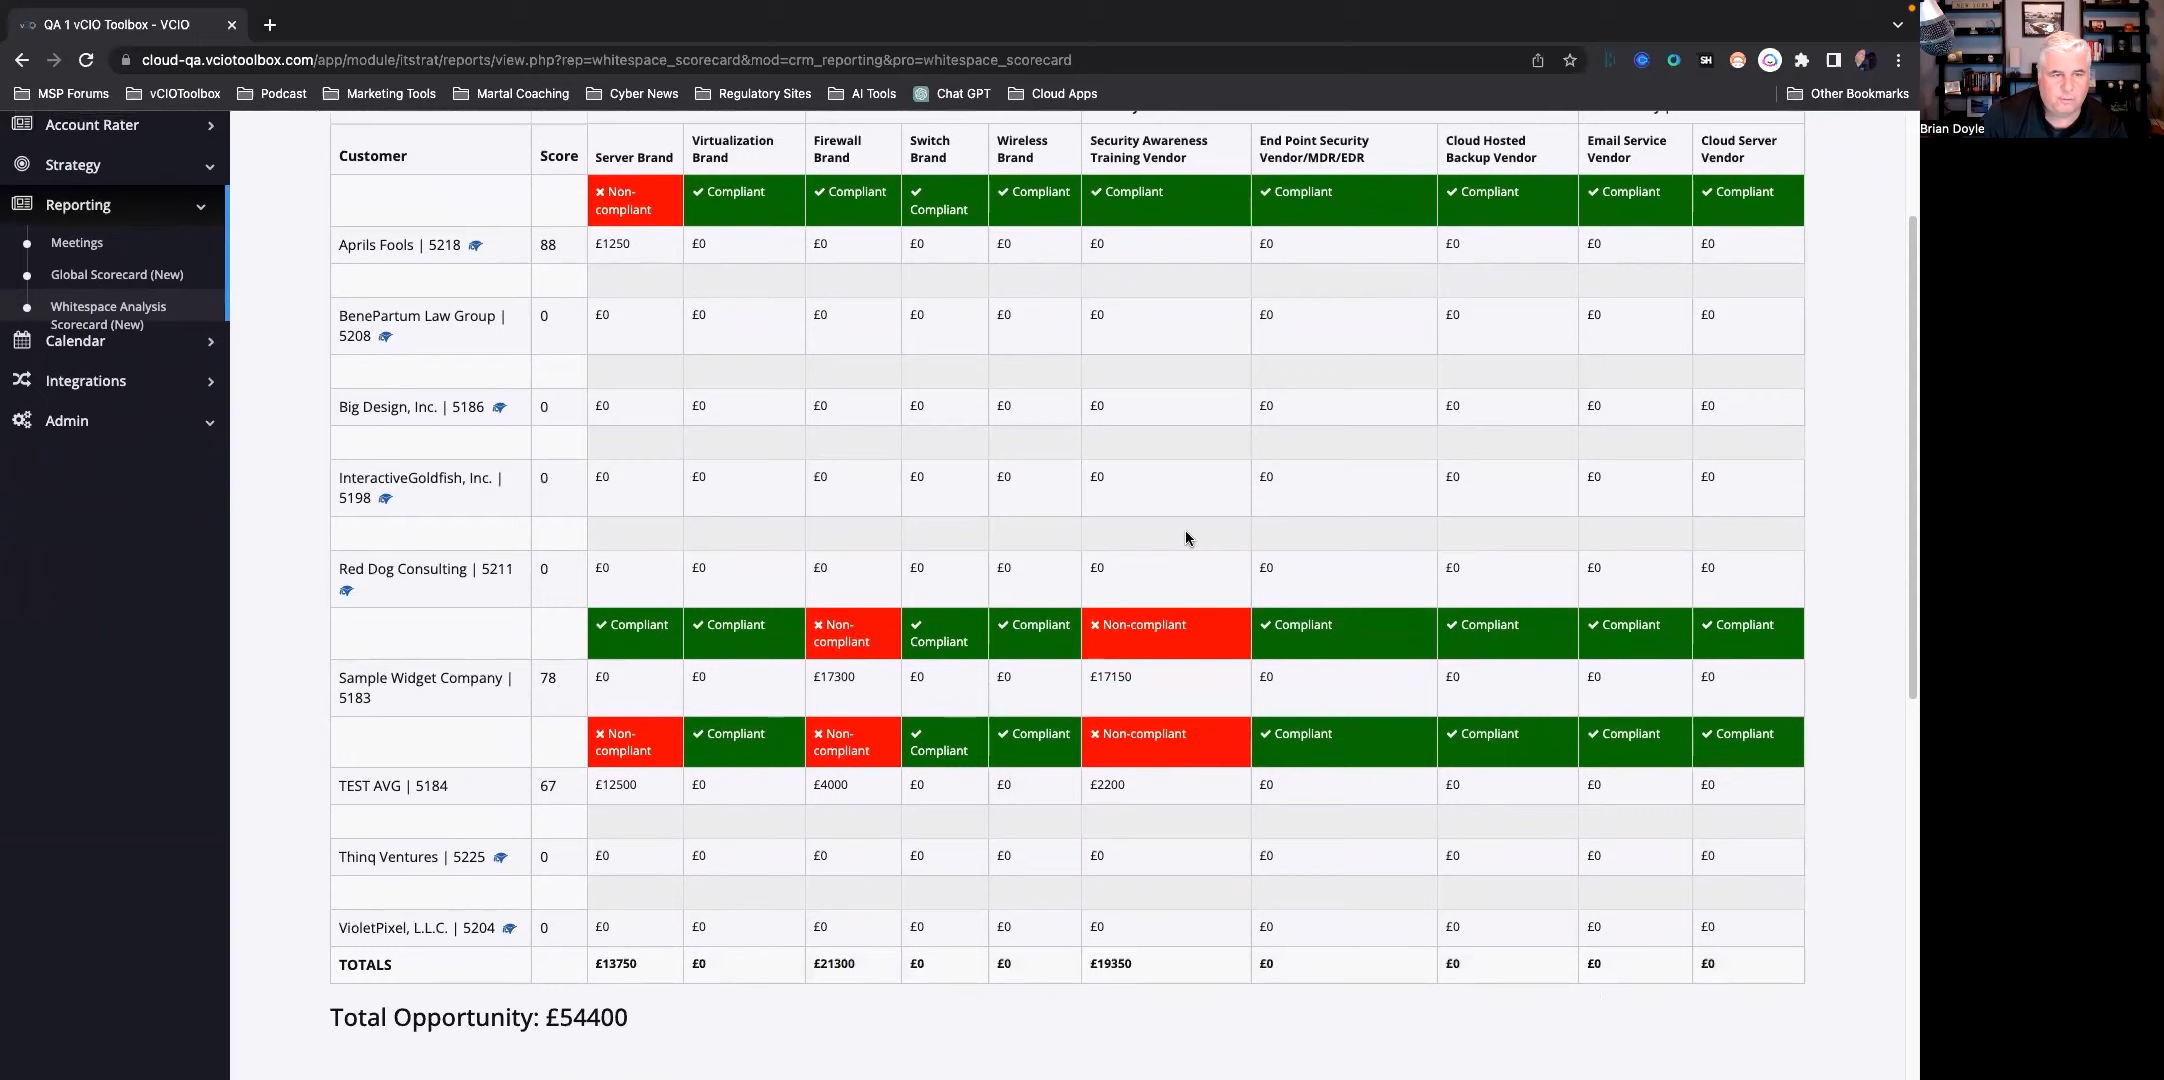 QA 1 vCIO Toolbox - VCIO
cloud-qa.vciotoolbox.com/app/module/itstrat/reports/view.php?rep=whitespace_scorecard&mod=crm_reporting&pro=whitespace_scorecard
SH
MSP Forums vCIOToolbox Podcast Marketing Tools Martal Coaching Cyber News Regulatory Sites AI Tools Chat GPT Cloud Apps Other Bookmarks
NEW YORK
Brian Doyle
Account Rater
Strategy
Reporting
Meetings
Global Scorecard (New)
Whitespace Analysis
Scorecard (New)
Calendar
Integrations
Admin
Customer Score Server Brand Virtualization Brand Firewall Brand Switch Brand Wireless Brand Security Awareness Training Vendor End Point Security Vendor/MDR/EDR Cloud Hosted Backup Vendor Email Service Vendor Cloud Server Vendor
Non-compliant Compliant Compliant Compliant Compliant Compliant Compliant Compliant Compliant Compliant
Aprils Fools | 5218 88 £1250 £0 £0 £0 £0 £0 £0 £0 £0 £0
BenePartum Law Group | 5208 0 £0 £0 £0 £0 £0 £0 £0 £0 £0 £0
Big Design, Inc. | 5186 0 £0 £0 £0 £0 £0 £0 £0 £0 £0 £0
InteractiveGoldfish, Inc. | 5198 0 £0 £0 £0 £0 £0 £0 £0 £0 £0 £0
Red Dog Consulting | 5211 0 £0 £0 £0 £0 £0 £0 £0 £0 £0 £0
Compliant Compliant Non-compliant Compliant Compliant Non-compliant Compliant Compliant Compliant Compliant
Sample Widget Company | 5183 78 £0 £0 £17300 £0 £0 £17150 £0 £0 £0 £0
Non-compliant Compliant Non-compliant Compliant Compliant Non-compliant Compliant Compliant Compliant Compliant
TEST AVG | 5184 67 £12500 £0 £4000 £0 £0 £2200 £0 £0 £0 £0
Thinq Ventures | 5225 0 £0 £0 £0 £0 £0 £0 £0 £0 £0 £0
VioletPixel, L.L.C. | 5204 0 £0 £0 £0 £0 £0 £0 £0 £0 £0 £0
TOTALS £13750 £0 £21300 £0 £0 £19350 £0 £0 £0 £0
Total Opportunity: £54400